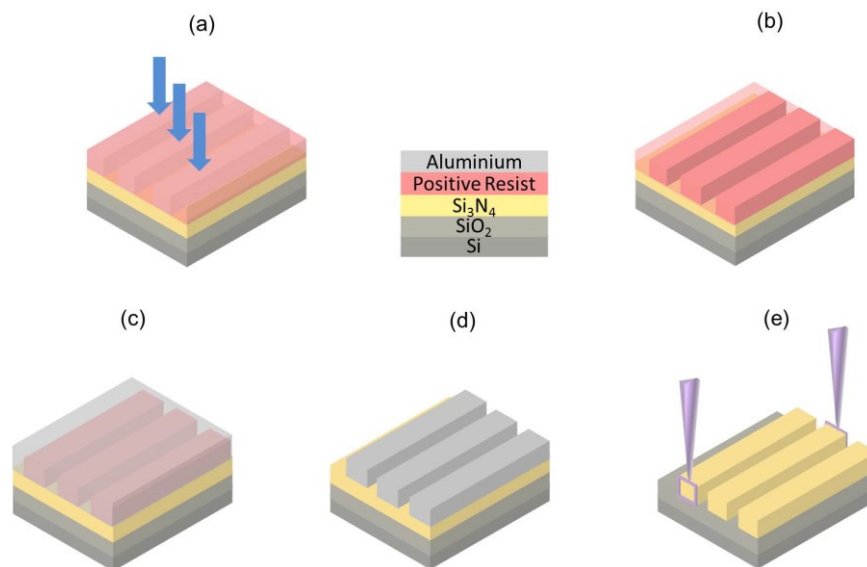 (a)
(b)
Aluminium
Positive Resist
Si₃N₄
SiO₂
Si
(c)
(d)
(e)